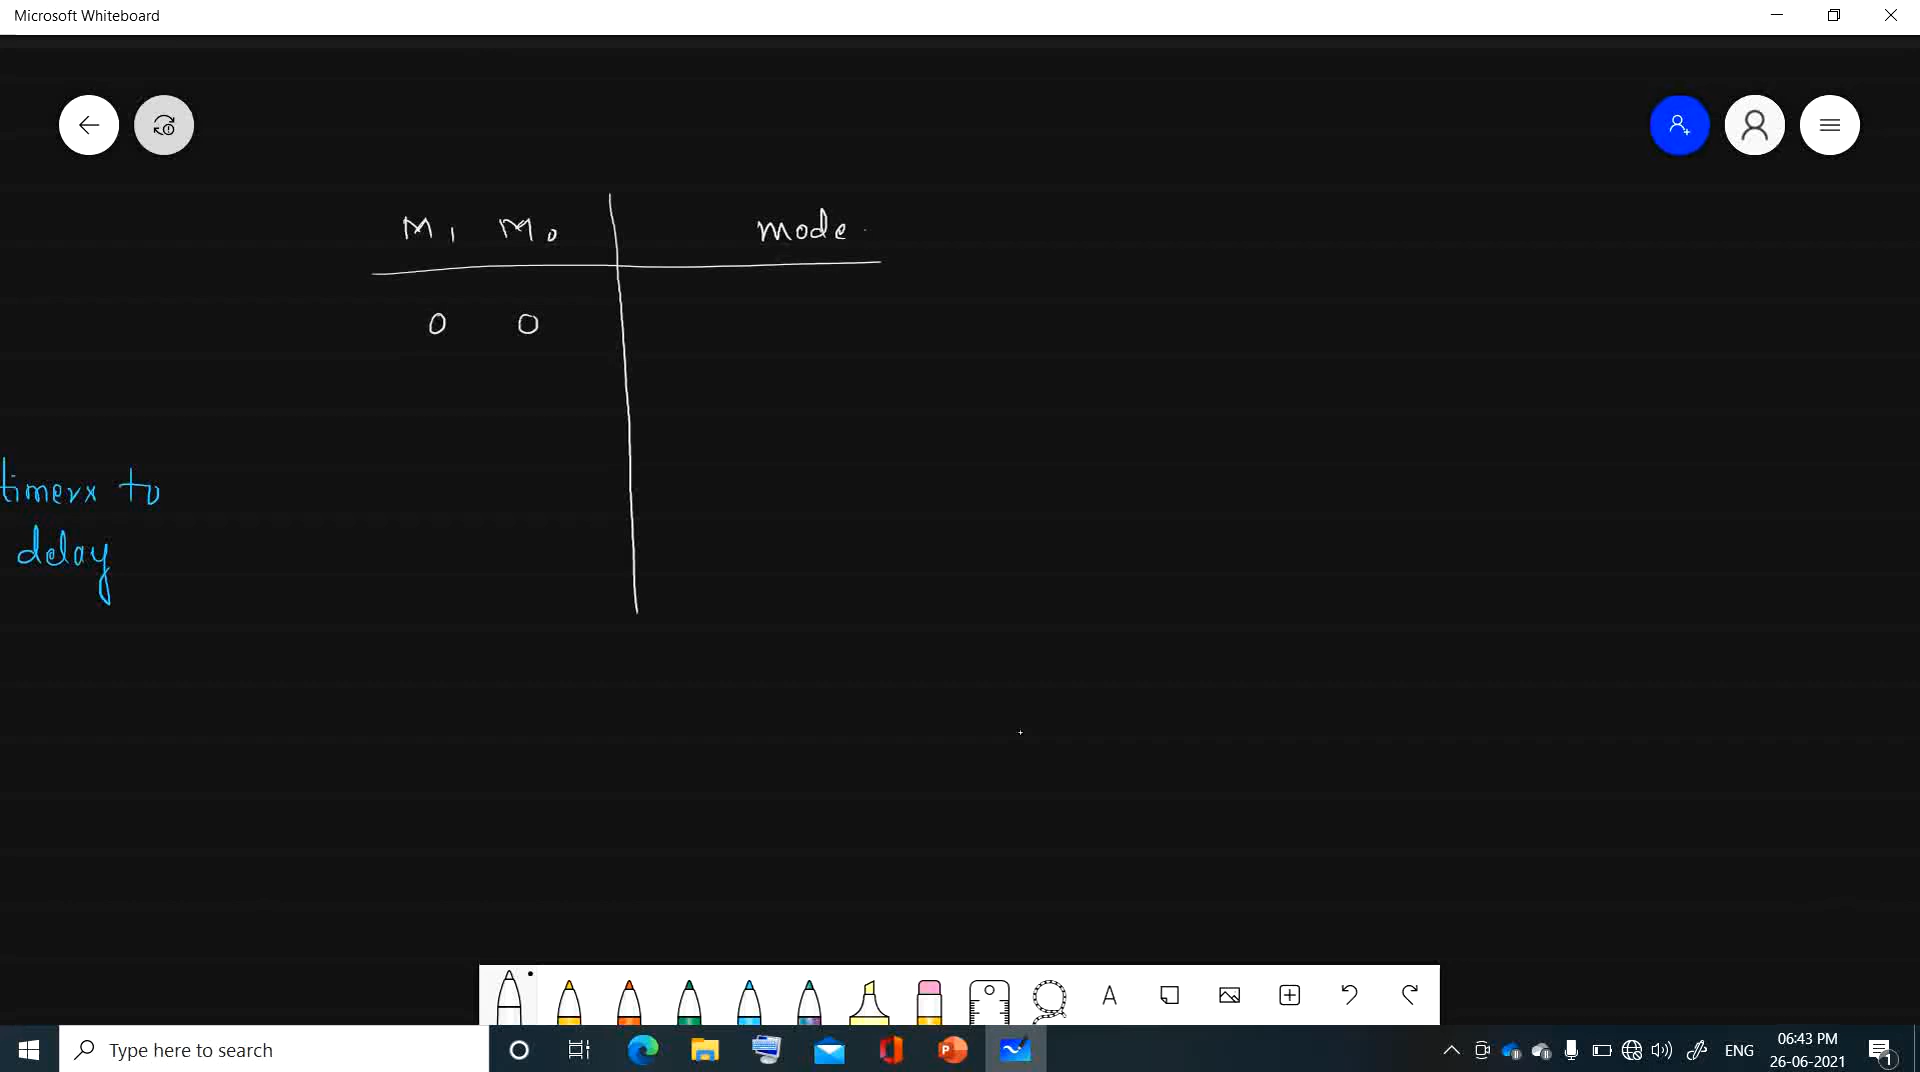 Microsoft Whiteboard
M1 M0 mode
0 0
timerx to
delay
A
Type here to search
ENG
06:43 PM
26-06-2021
1